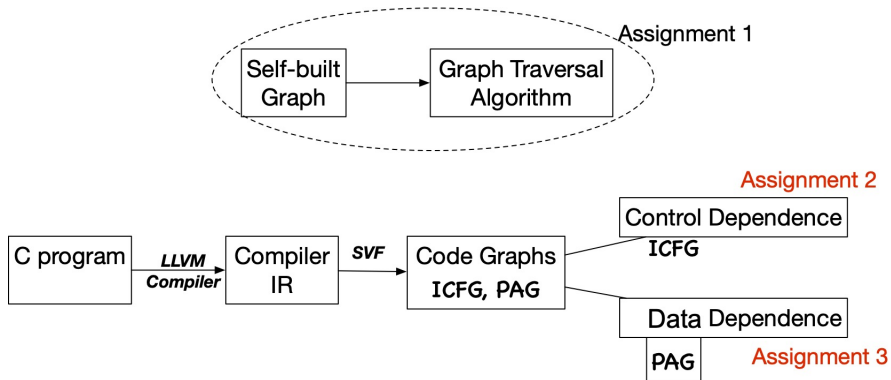 Assignment 1
Self-built
Graph
Graph Traversal
Algorithm
Assignment 2
C program
LLVM
Compiler
Compiler
IR
SVF
Code Graphs
ICFG, PAG
Control Dependence
ICFG
Data Dependence
PAG
Assignment 3